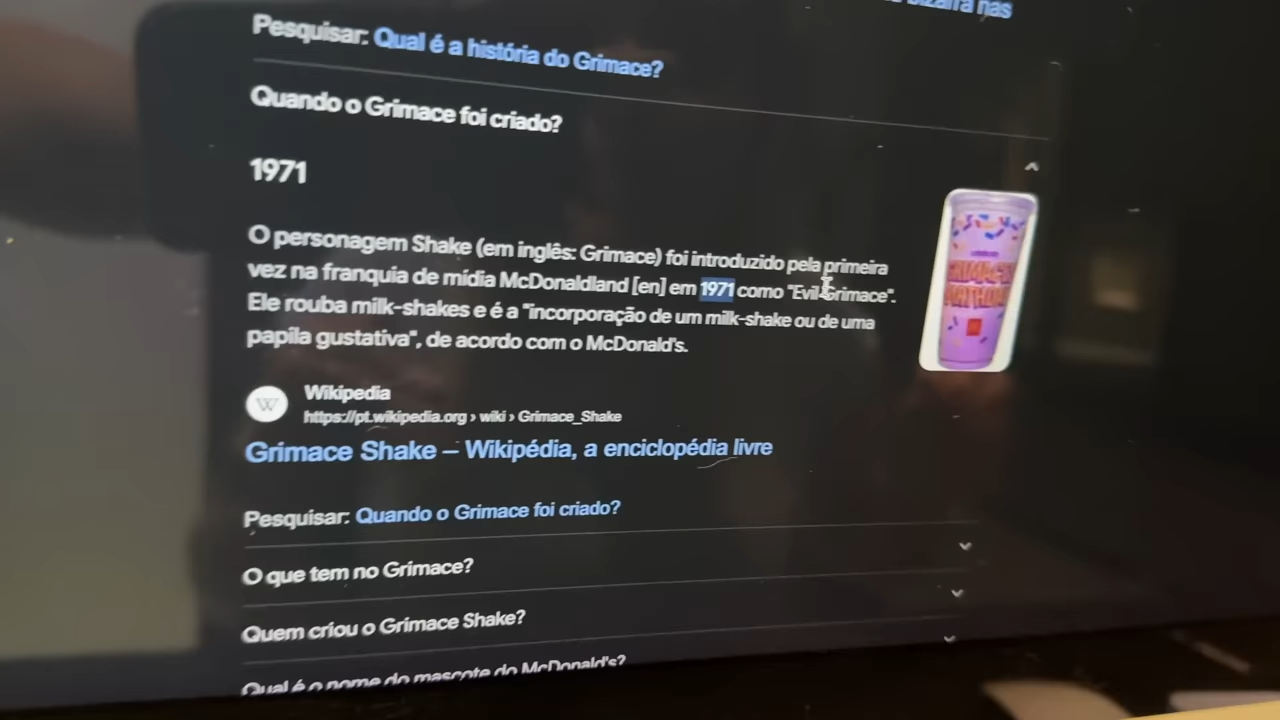 bizarra nas
Pesquisar: Qual é a história do Grimace?
Quando o Grimace foi criado?
1971
O personagem Shake (em inglês: Grimace) foi introduzido pela primeira
vez na franquia de mídia McDonaldland [en] em 1971 como "Evil Grimace".
Ele rouba milk-shakes e é a "incorporação de um milk-shake ou de uma
papila gustativa", de acordo com o McDonald's.
W
Wikipedia
https://pt.wikipedia.org › wiki › Grimace_Shake
Grimace Shake – Wikipédia, a enciclopédia livre
Pesquisar: Quando o Grimace foi criado?
O que tem no Grimace?
Quem criou o Grimace Shake?
Qual é o nome do mascote do McDonald's?